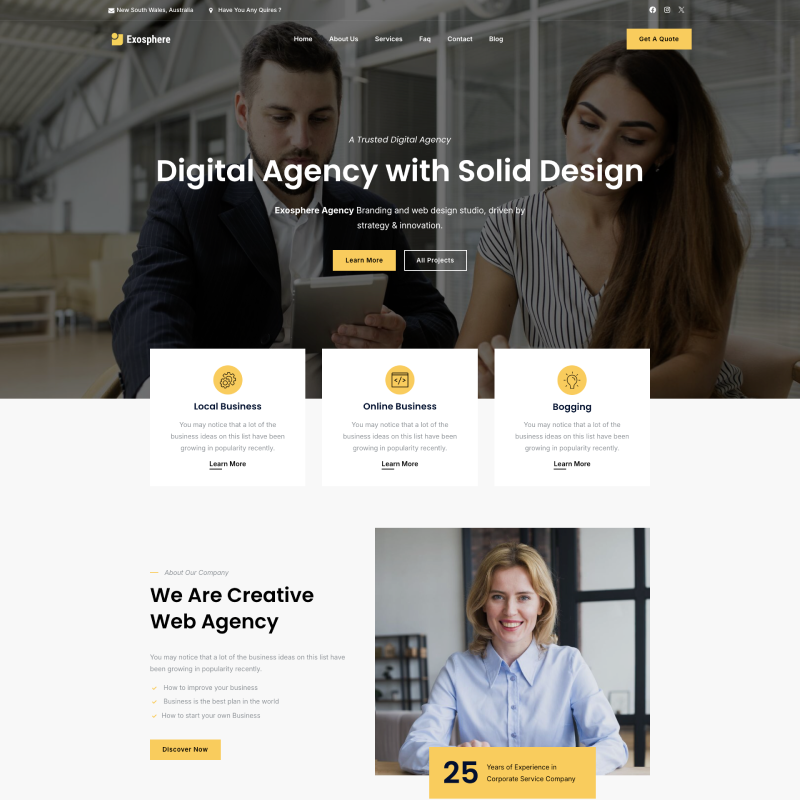 New South Wales, Australia
Have You Any Quires ?
Exosphere
Home
About Us
Services
Faq
Contact
Blog
Get A Quote
A Trusted Digital Agency
Digital Agency with Solid Design
Exosphere Agency Branding and web design studio, driven by
strategy & innovation.
Learn More
All Projects
Local Business
You may notice that a lot of the
business ideas on this list have been
growing in popularity recently.
Learn More
Online Business
You may notice that a lot of the
business ideas on this list have been
growing in popularity recently.
Learn More
Bogging
You may notice that a lot of the
business ideas on this list have been
growing in popularity recently.
Learn More
About Our Company
We Are Creative
Web Agency
You may notice that a lot of the business ideas on this list have
been growing in popularity recently.
How to improve your business
Business is the best plan in the world
How to start your own Business
Discover Now
25
Years of Experience in
Corporate Service Company